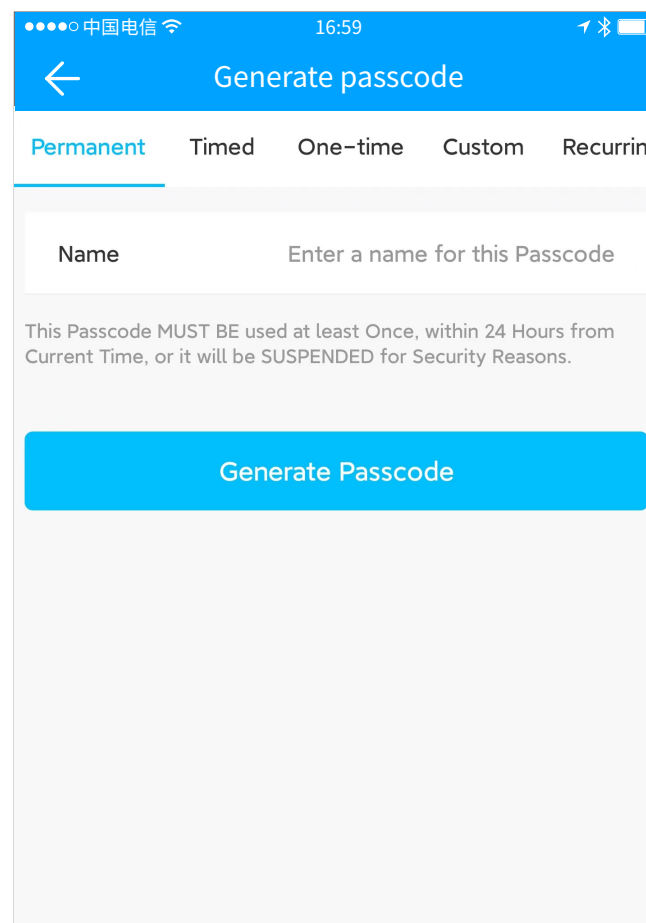 中国电信 16:59
Generate passcode
Permanent Timed One-time Custom Recurrin
Name Enter a name for this Passcode
This Passcode MUST BE used at least Once, within 24 Hours from
Current Time, or it will be SUSPENDED for Security Reasons.
Generate Passcode